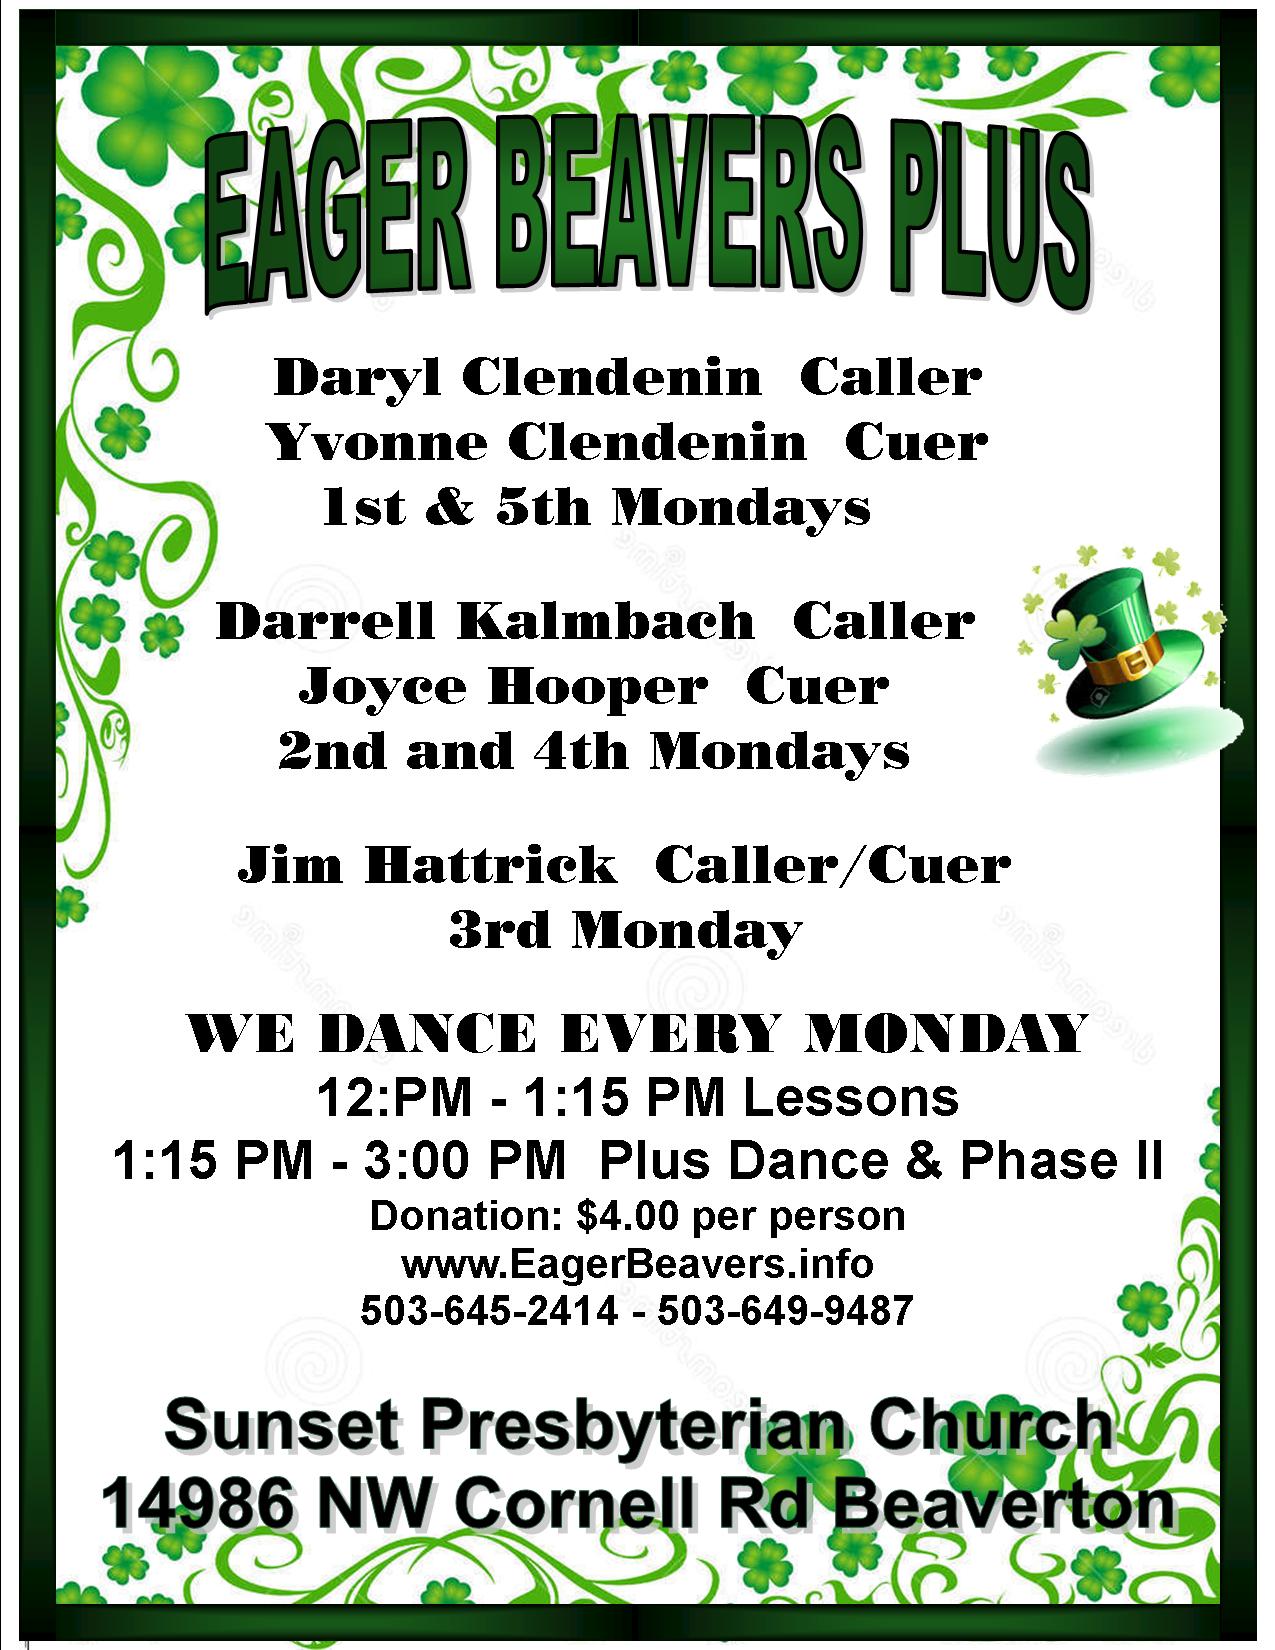 EAGER BEAVERS PLUS
Daryl Clendenin  Caller
Yvonne Clendenin  Cuer
1st & 5th Mondays
Darrell Kalmbach  Caller
Joyce Hooper  Cuer
2nd and 4th Mondays
Jim Hattrick  Caller/Cuer
3rd Monday
WE DANCE EVERY MONDAY
12:PM - 1:15 PM Lessons
1:15 PM - 3:00 PM  Plus Dance & Phase II
Donation: $4.00 per person
www.EagerBeavers.info
503-645-2414 - 503-649-9487
Sunset Presbyterian Church
14986 NW Cornell Rd Beaverton